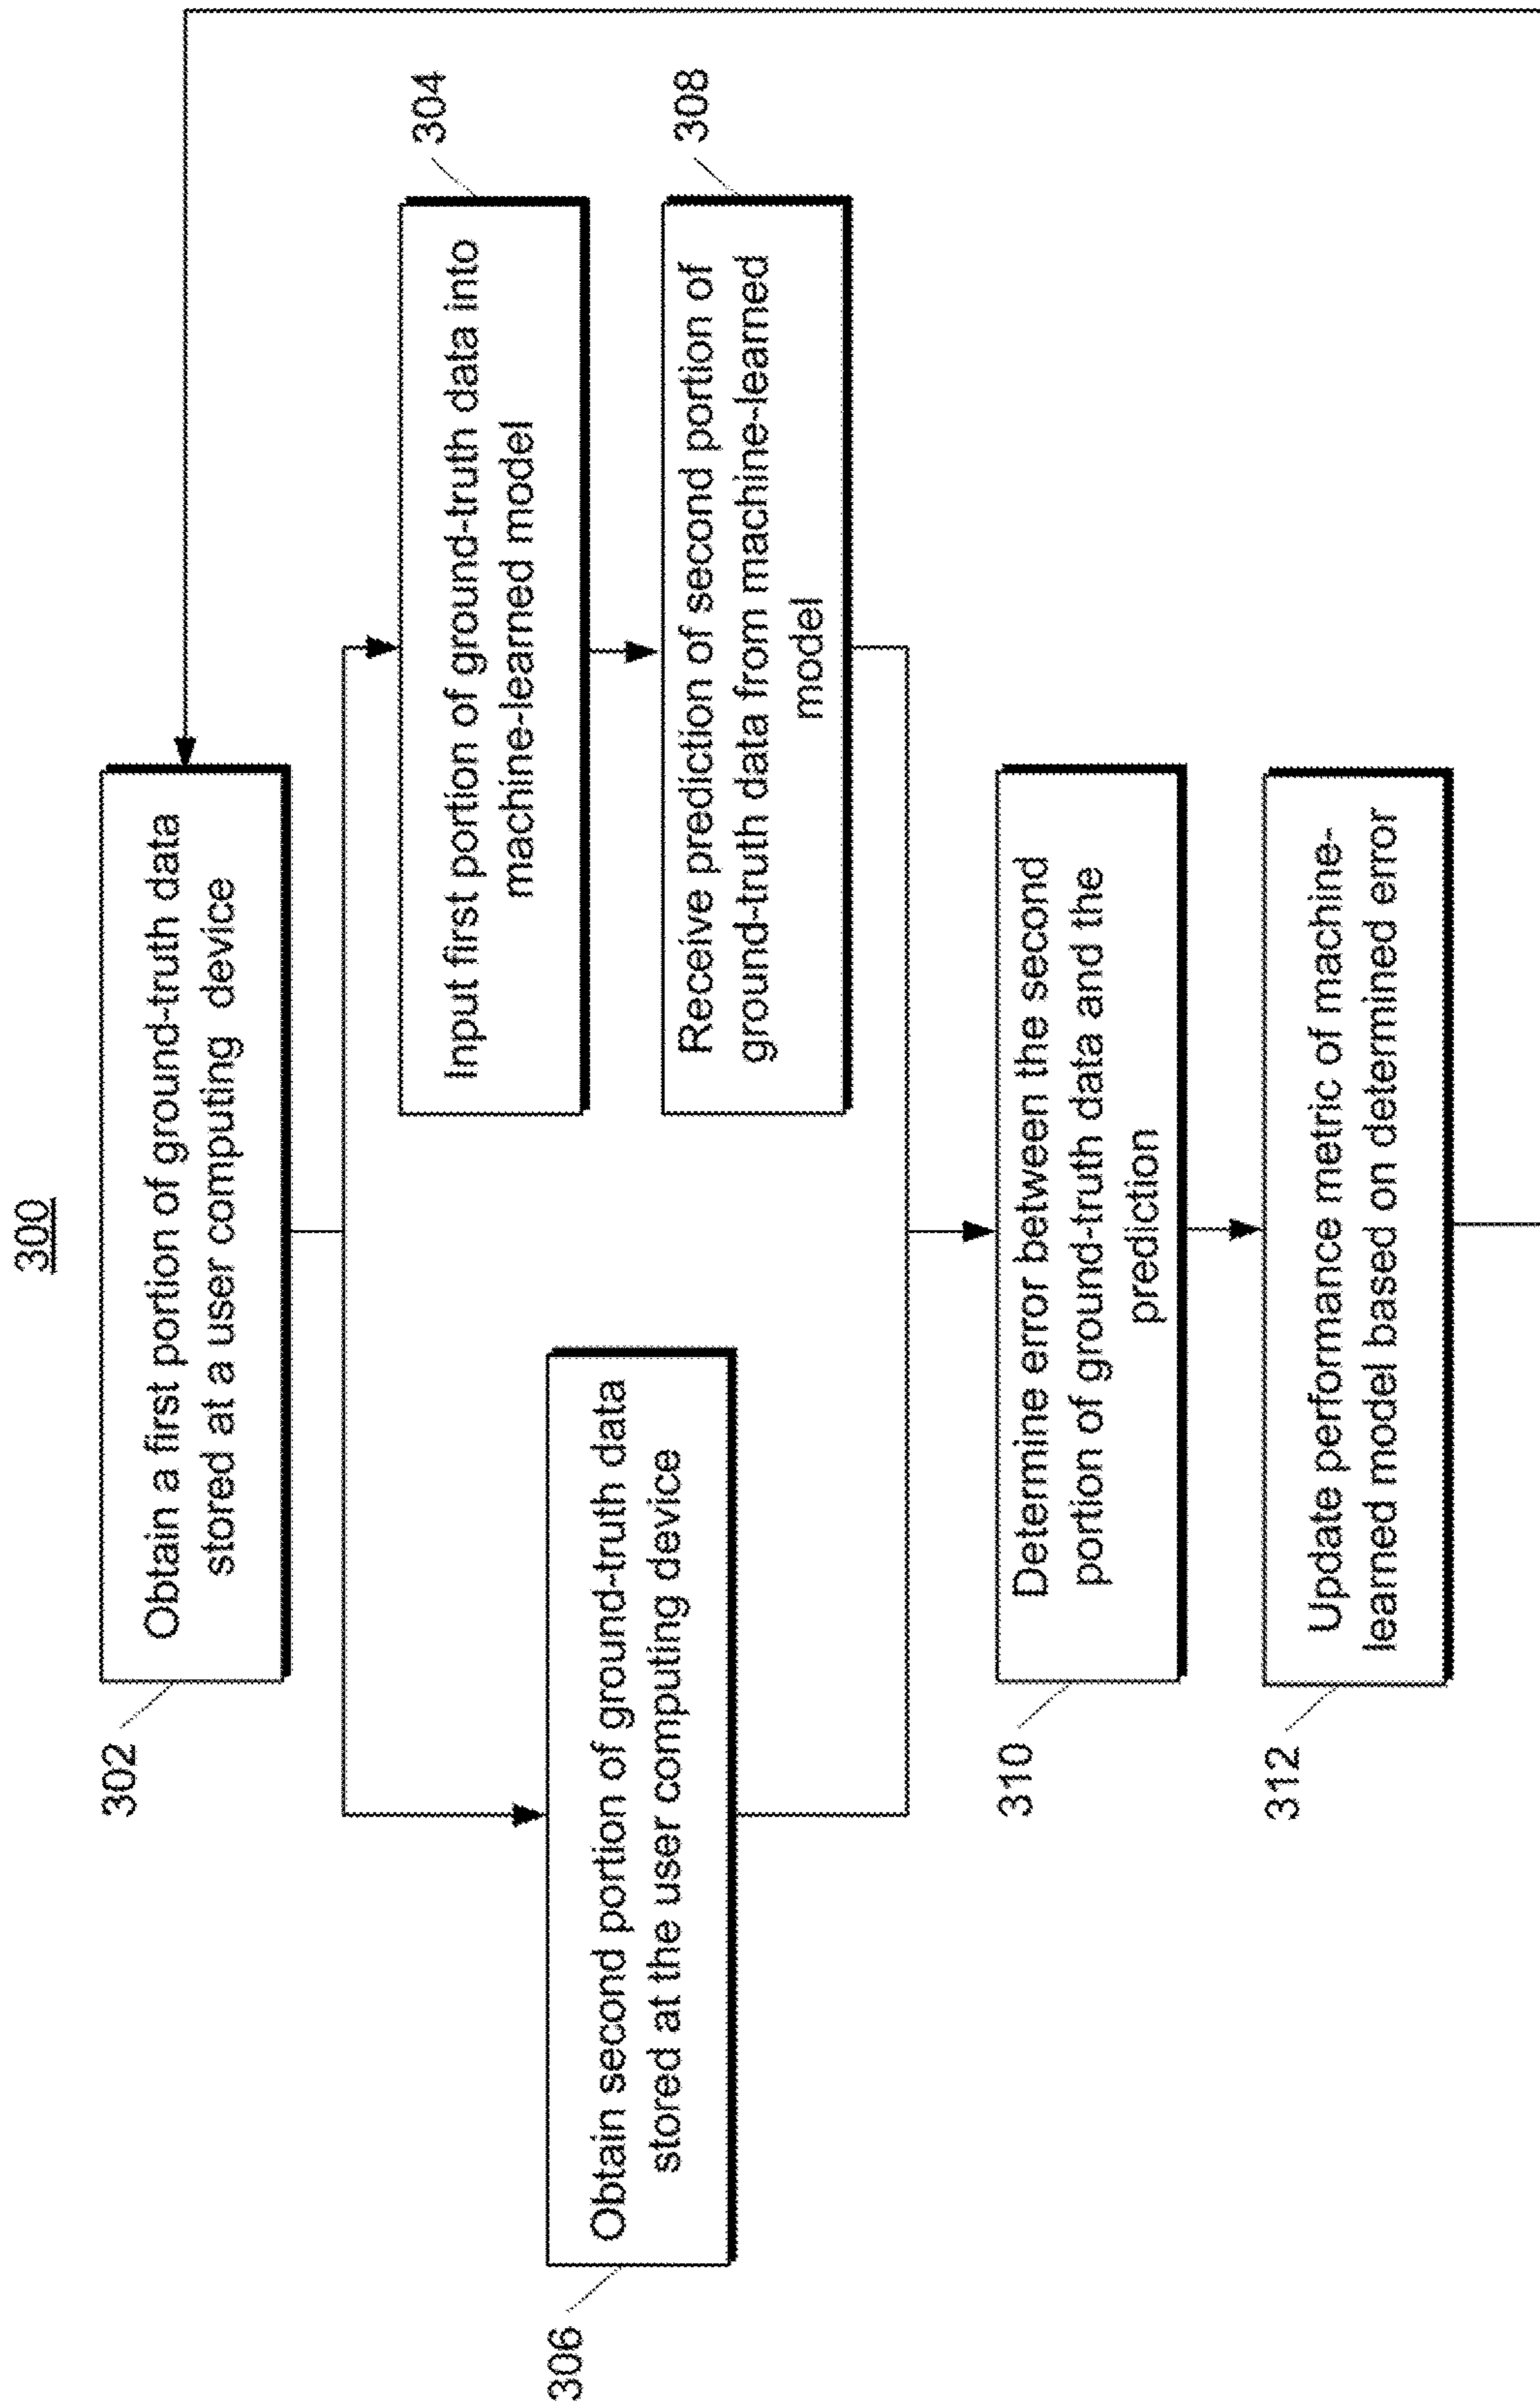 300
302
Obtain a first portion of ground-truth data
stored at a user computing device
304
Input first portion of ground-truth data into
machine-learned model
306
Obtain second portion of ground-truth data
stored at the user computing device
308
Receive prediction of second portion of
ground-truth data from machine-learned
model
310
Determine error between the second
portion of ground-truth data and the
prediction
312
Update performance metric of machine-
learned model based on determined error